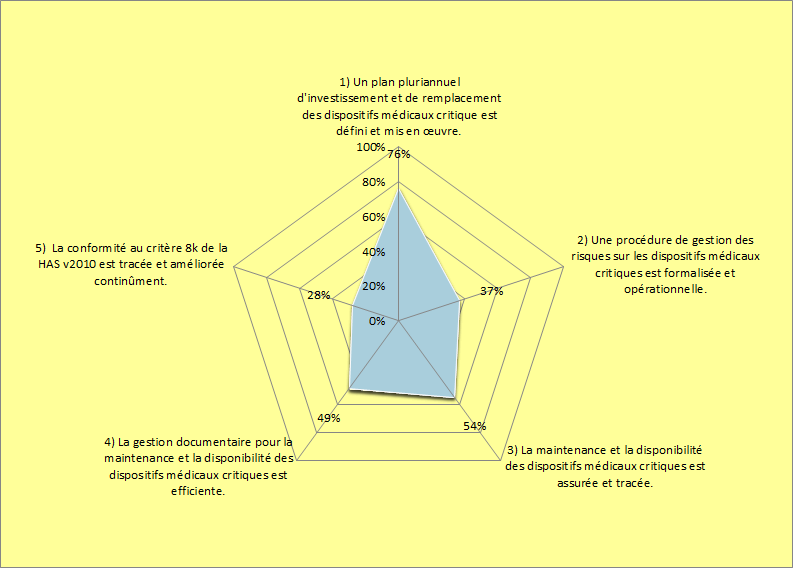 1) Un plan pluriannuel
d'investissement et de remplacement
des dispositifs médicaux critique est
défini et mis en œuvre.
100%
76%
80%
60%
40%
20%
0%
2) Une procédure de gestion des
risques sur les dispositifs médicaux
critiques est formalisée et
opérationnelle.
37%
5)  La conformité au critère 8k de la
HAS v2010 est tracée et améliorée
continûment.
28%
49%
54%
4) La gestion documentaire pour la
maintenance et la disponibilité des
dispositifs médicaux critiques est
efficiente.
3) La maintenance et la disponibilité
des dispositifs médicaux critiques est
assurée et tracée.